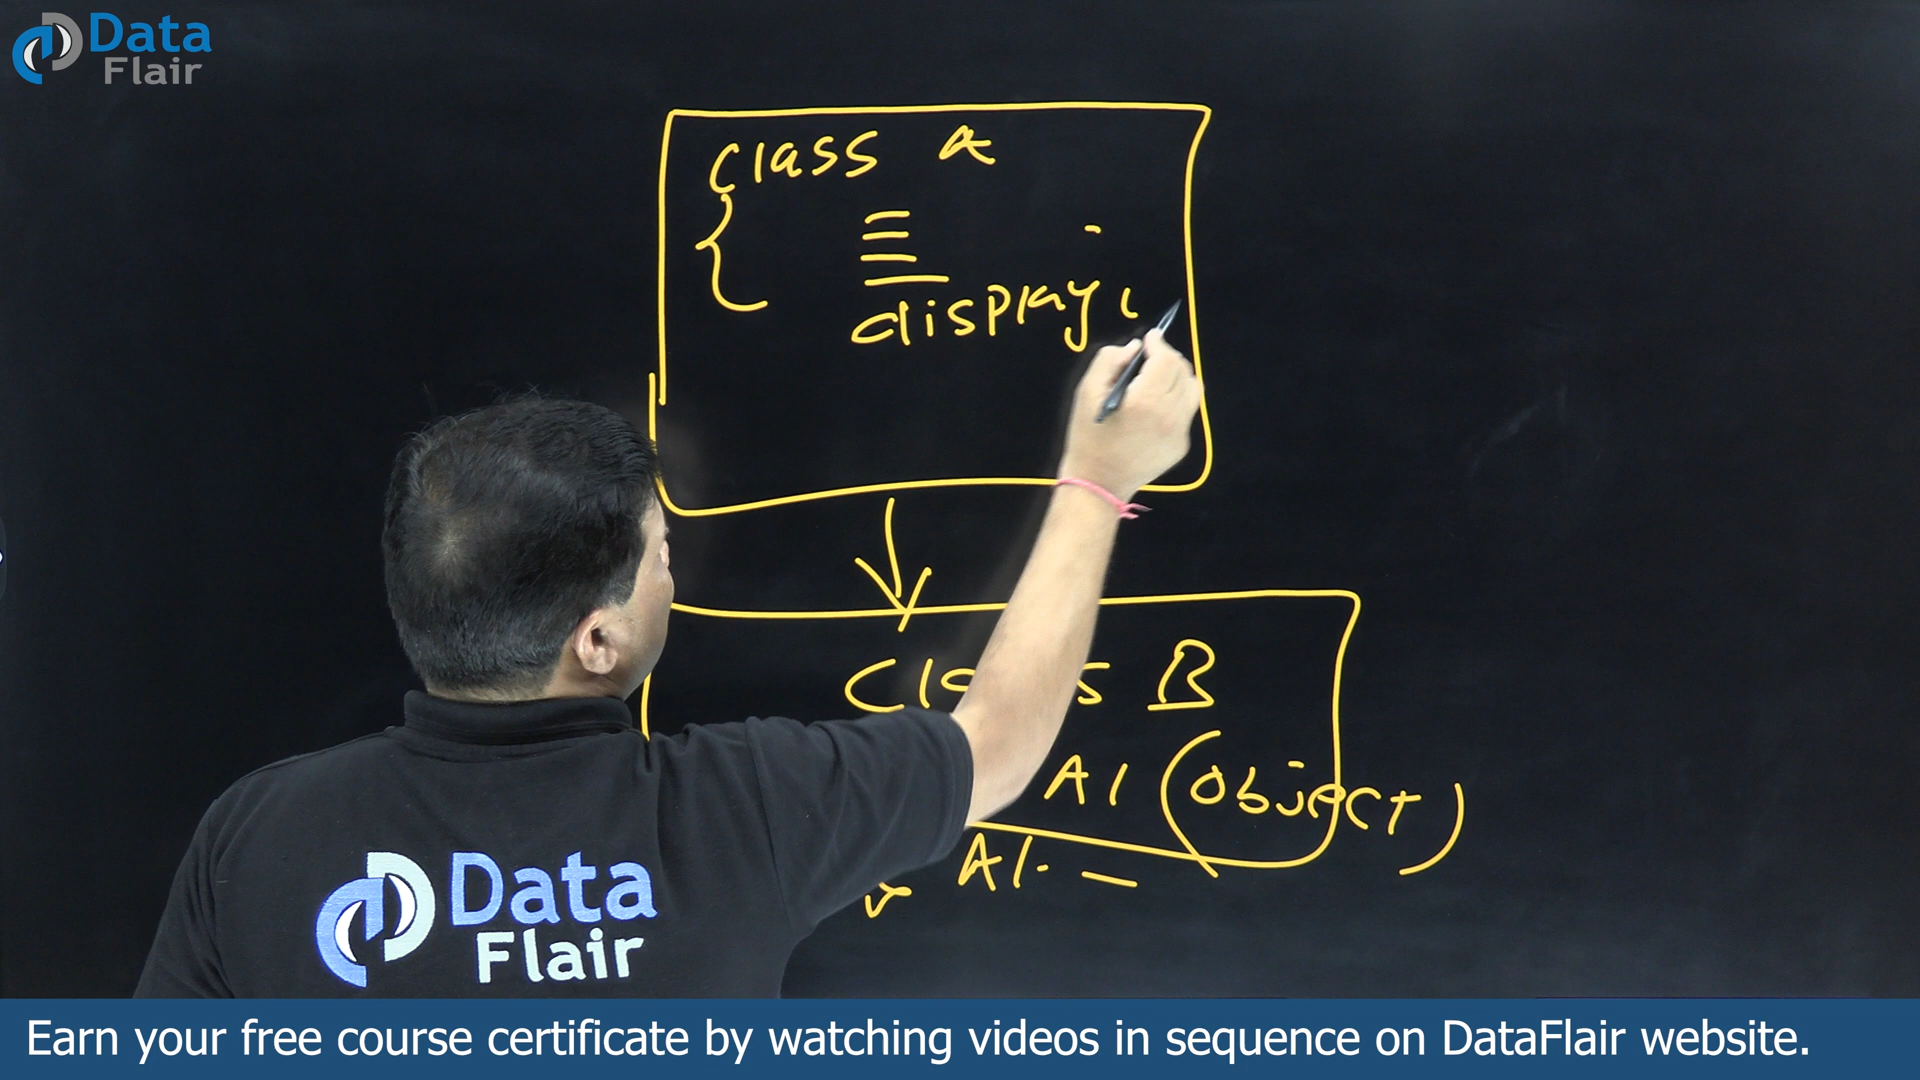 Data
Flair
class A
{
display(
class B
A1 (object)
A1. —
Data
Flair
Earn your free course certificate by watching videos in sequence on DataFlair website.